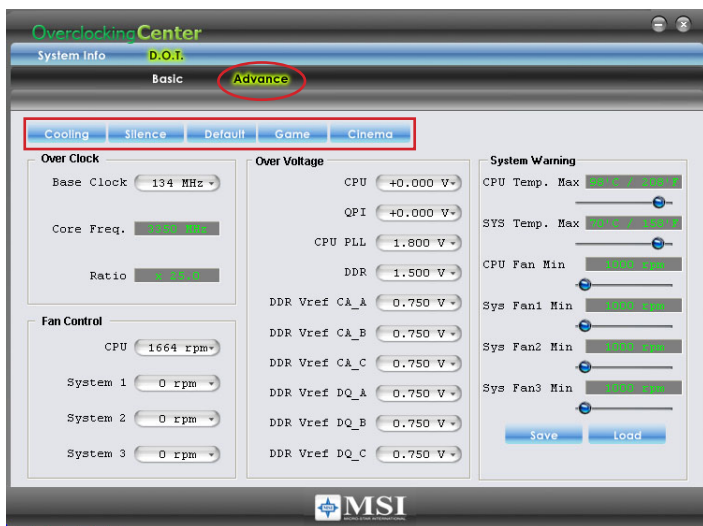 OverclockingCenter
System Info D.O.T.
Basic Advance
Cooling Silence Default Game Cinema
Over Clock
Base Clock 134 MHz
Core Freq. 3350 MHz
Ratio x 25.0
Fan Control
CPU 1664 rpm
System 1 0 rpm
System 2 0 rpm
System 3 0 rpm
Over Voltage
CPU +0.000 V
QPI +0.000 V
CPU PLL 1.800 V
DDR 1.500 V
DDR Vref CA_A 0.750 V
DDR Vref CA_B 0.750 V
DDR Vref CA_C 0.750 V
DDR Vref DQ_A 0.750 V
DDR Vref DQ_B 0.750 V
DDR Vref DQ_C 0.750 V
System Warning
CPU Temp. Max
SYS Temp. Max 70'C / 158'F
CPU Fan Min 1000 rpm
Sys Fan1 Min 1000 rpm
Sys Fan2 Min 1000 rpm
Sys Fan3 Min 1000 rpm
Save Load
MSI
MICRO-STAR INTERNATIONAL